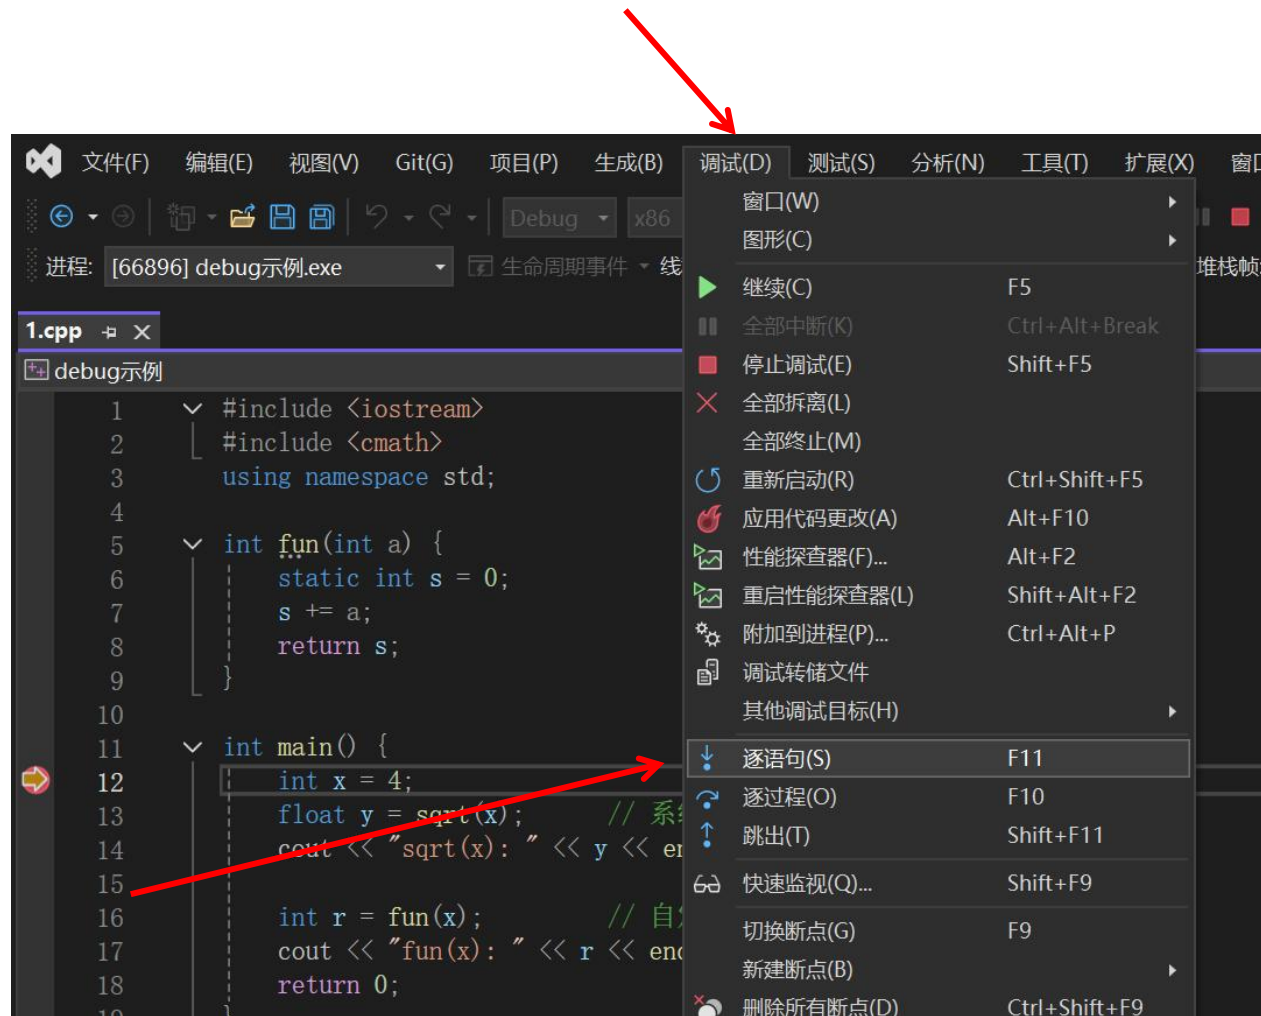 文件(F) 编辑(E) 视图(V) Git(G) 项目(P) 生成(B) 调试(D) 测试(S) 分析(N) 工具(T) 扩展(X)
Debug x86
进程: [66896] debug示例.exe 生命周期事件 堆栈帧
1.cpp
debug示例
1 #include <iostream>
2 #include <cmath>
3 using namespace std;
4
5 int fun(int a) {
6 static int s = 0;
7 s += a;
8 return s;
9 }
10
11 int main() {
12 int x = 4;
13 float y = sqrt(x); // 系
14 cout << "sqrt(x): " << y << en
15
16 int r = fun(x); // 自
17 cout << "fun(x): " << r << end
18 return 0;
19 }
窗口(W)
图形(C)
继续(C) F5
全部中断(K) Ctrl+Alt+Break
停止调试(E) Shift+F5
全部拆离(L)
全部终止(M)
重新启动(R) Ctrl+Shift+F5
应用代码更改(A) Alt+F10
性能探查器(F)... Alt+F2
重启性能探查器(L) Shift+Alt+F2
附加到进程(P)... Ctrl+Alt+P
调试转储文件
其他调试目标(H)
逐语句(S) F11
逐过程(O) F10
跳出(T) Shift+F11
快速监视(Q)... Shift+F9
切换断点(G) F9
新建断点(B)
删除所有断点(D) Ctrl+Shift+F9